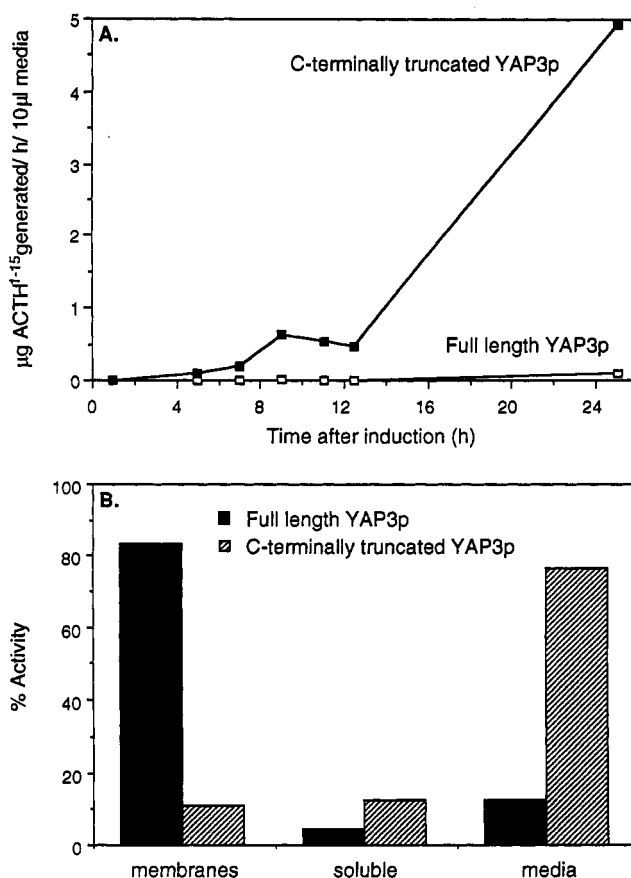 A.
5
4
3
2
1
0
µg ACTH1-15generated/ h/ 10µl media
C-terminally truncated YAP3p
Full length YAP3p
0 4 8 12 16 20 24
Time after induction (h)
B.
100
80
60
40
20
0
% Activity
Full length YAP3p
C-terminally truncated YAP3p
membranes soluble media